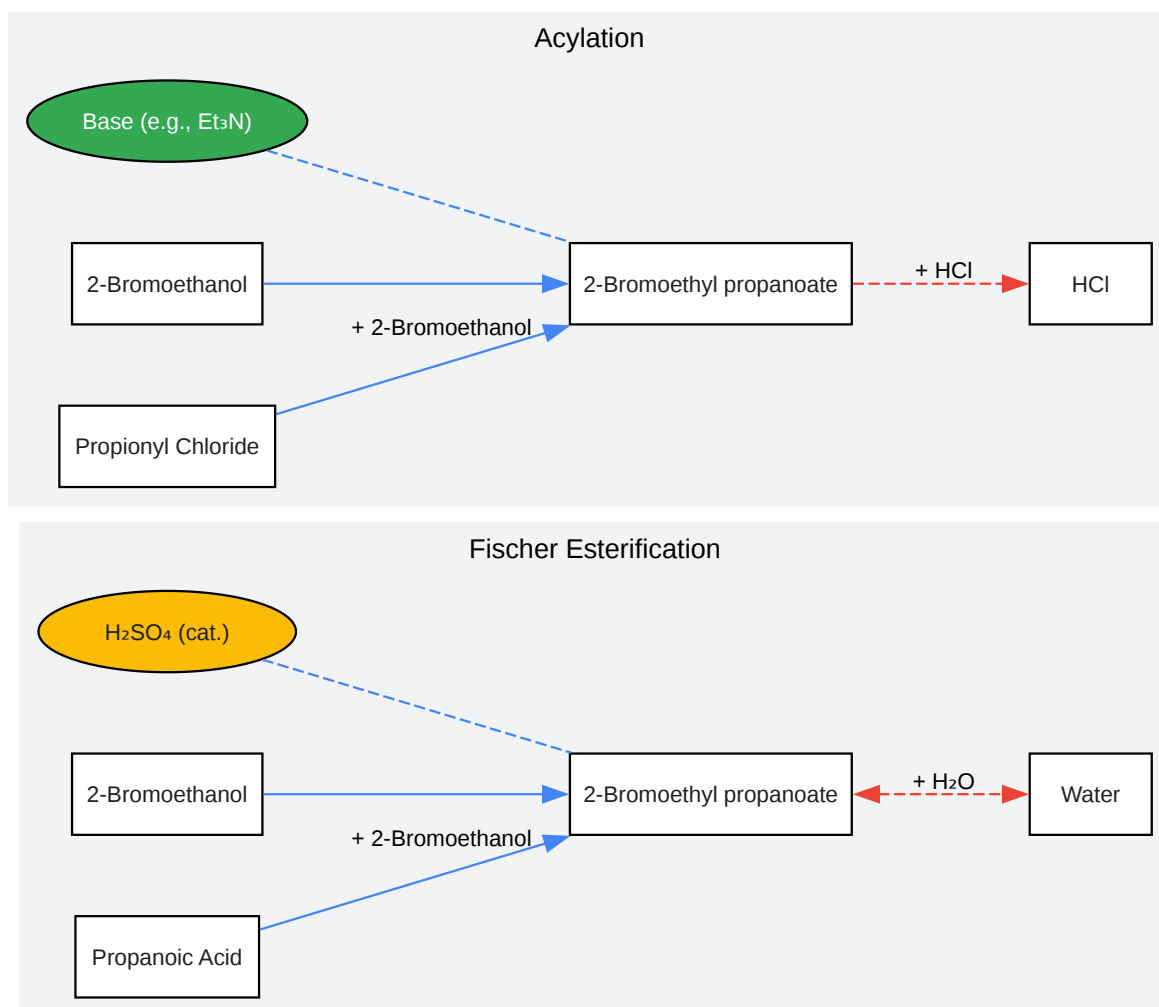 Acylation
Base (e.g., Et₃N)
2-Bromoethanol
2-Bromoethyl propanoate
+ HCl
HCl
+ 2-Bromoethanol
Propionyl Chloride
Fischer Esterification
H₂SO₄ (cat.)
2-Bromoethanol
2-Bromoethyl propanoate
+ H₂O
Water
+ 2-Bromoethanol
Propanoic Acid